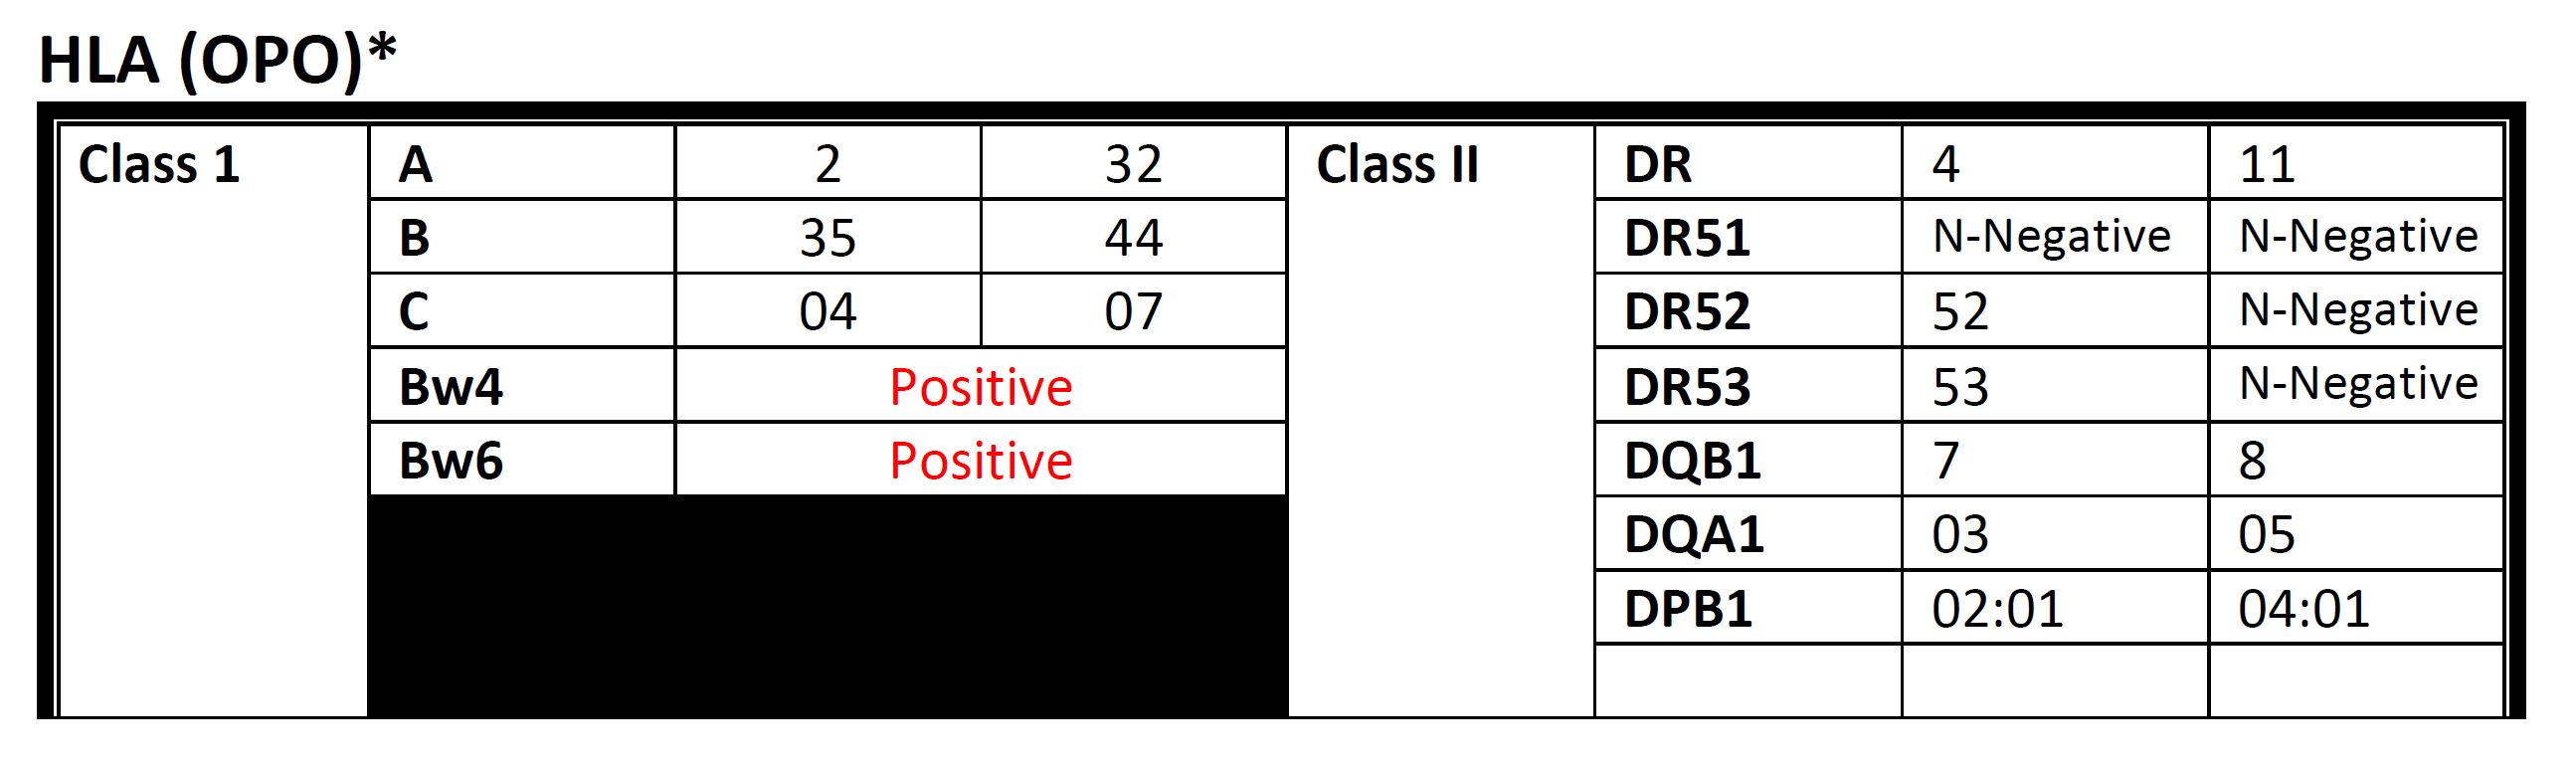 HLA (OPO)*
Class 1 A 2 32 Class II DR 4 11
B 35 44 DR51 N-Negative N-Negative
C 04 07 DR52 52 N-Negative
Bw4 Positive DR53 53 N-Negative
Bw6 Positive DQB1 7 8
DQA1 03 05
DPB1 02:01 04:01